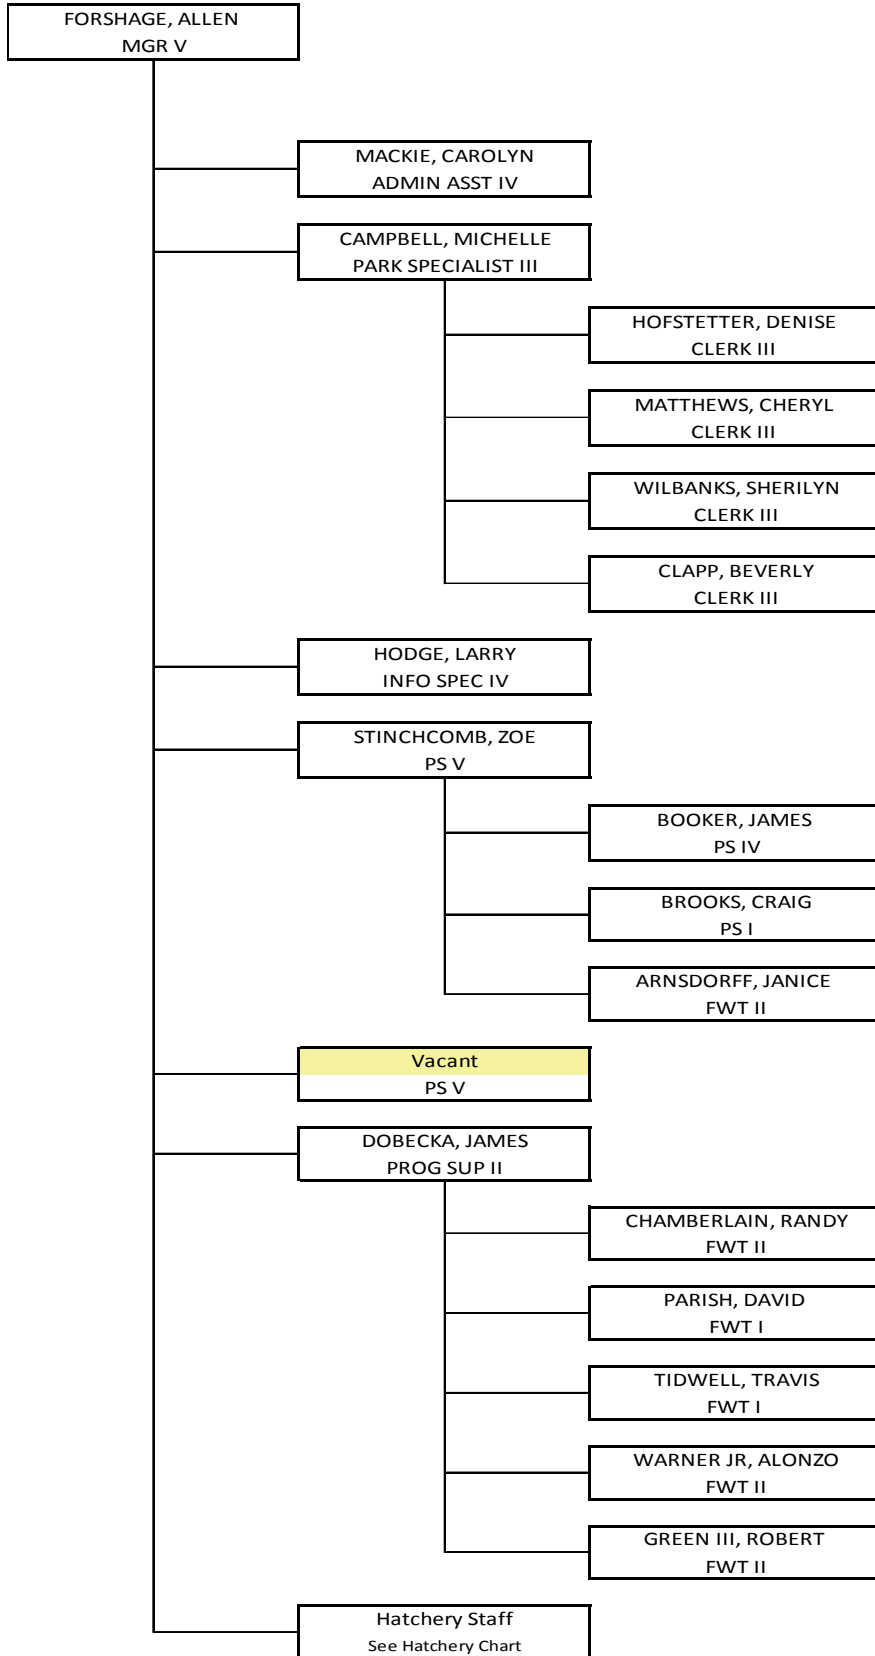 FORSHAGE, ALLEN
MGR V
MACKIE, CAROLYN
ADMIN ASST IV
CAMPBELL, MICHELLE
PARK SPECIALIST III
HOFSTETTER, DENISE
CLERK III
MATTHEWS, CHERYL
CLERK III
WILBANKS, SHERILYN
CLERK III
CLAPP, BEVERLY
CLERK III
HODGE, LARRY
INFO SPEC IV
STINCHCOMB, ZOE
PS V
BOOKER, JAMES
PS IV
BROOKS, CRAIG
PS I
ARNSDORFF, JANICE
FWT II
Vacant
PS V
DOBECKA, JAMES
PROG SUP II
CHAMBERLAIN, RANDY
FWT II
PARISH, DAVID
FWT I
TIDWELL, TRAVIS
FWT I
WARNER JR, ALONZO
FWT II
GREEN III, ROBERT
FWT II
Hatchery Staff
See Hatchery Chart